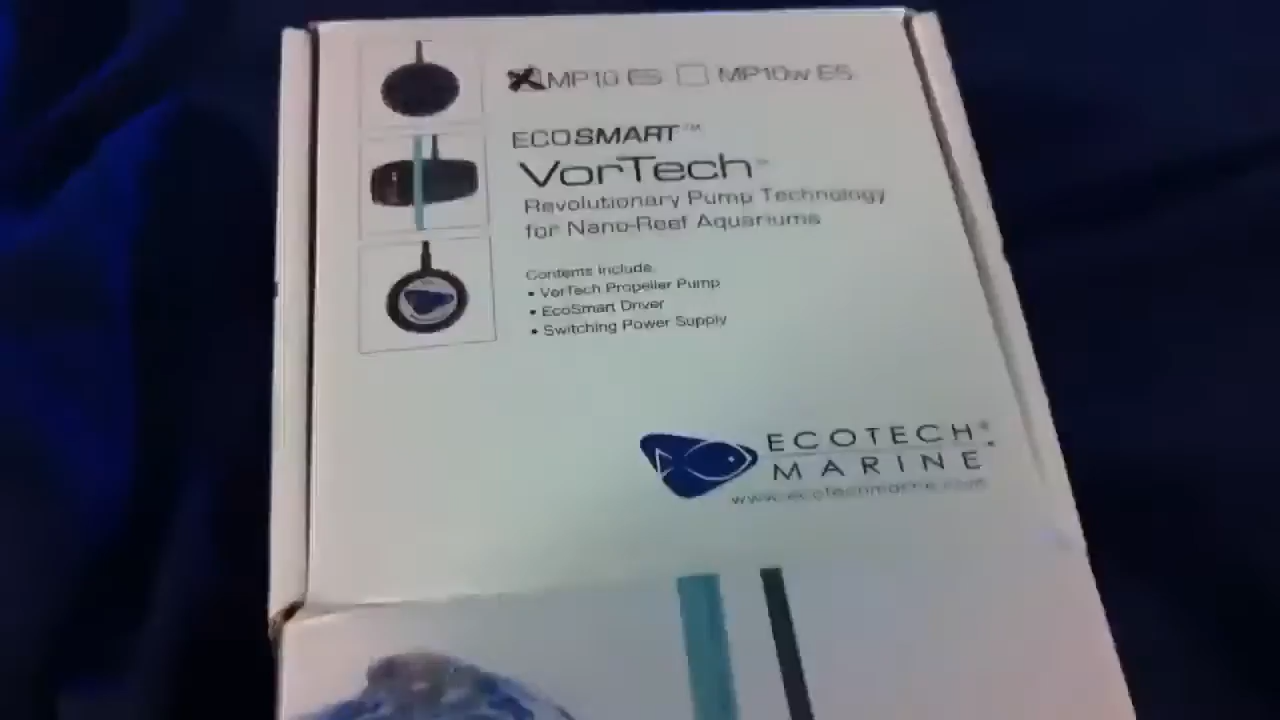 MP10 ES MP10w ES
ECOSMART™
VorTech™
Revolutionary Pump Technology
for Nano-Reef Aquariums
Contents Include:
• VorTech Propeller Pump
• EcoSmart Driver
• Switching Power Supply
ECOTECH®
MARINE
www.ecotechmarine.com